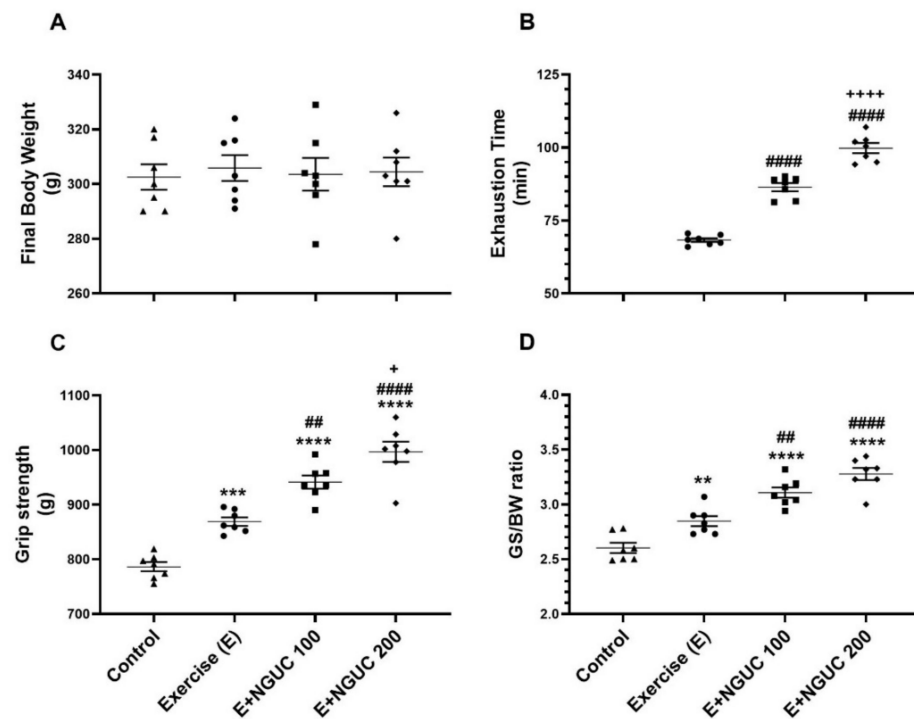 A
Final Body Weight
(g)
340
320
300
280
260
B
Exhaustion Time
(min)
125
100
75
50
####
++++
####
C
Grip strength
(g)
1100
1000
900
800
700
***
##
****
+
####
****
Control
Exercise (E)
E+NGUC 100
E+NGUC 200
D
GS/BW ratio
4.0
3.5
3.0
2.5
2.0
**
##
****
####
****
Control
Exercise (E)
E+NGUC 100
E+NGUC 200